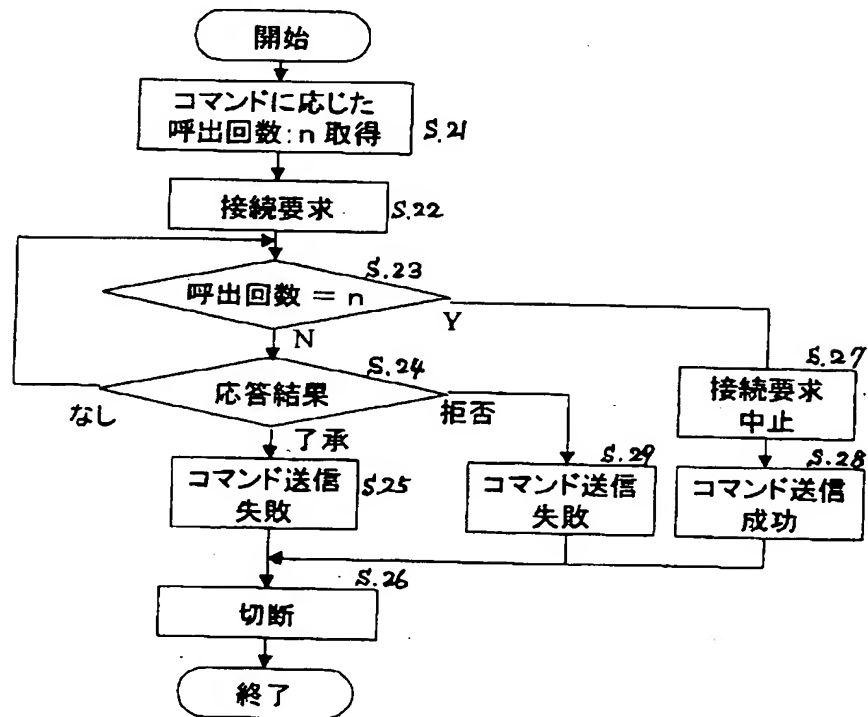 開始
コマンドに応じた
呼出回数:n 取得
S.21
接続要求
S.22
S.23
呼出回数 = n
Y
N
S.24
応答結果
なし
拒否
了承
S.27
接続要求
中止
コマンド送信
失敗
S.25
S.29
コマンド送信
失敗
S.28
コマンド送信
成功
S.26
切断
終了